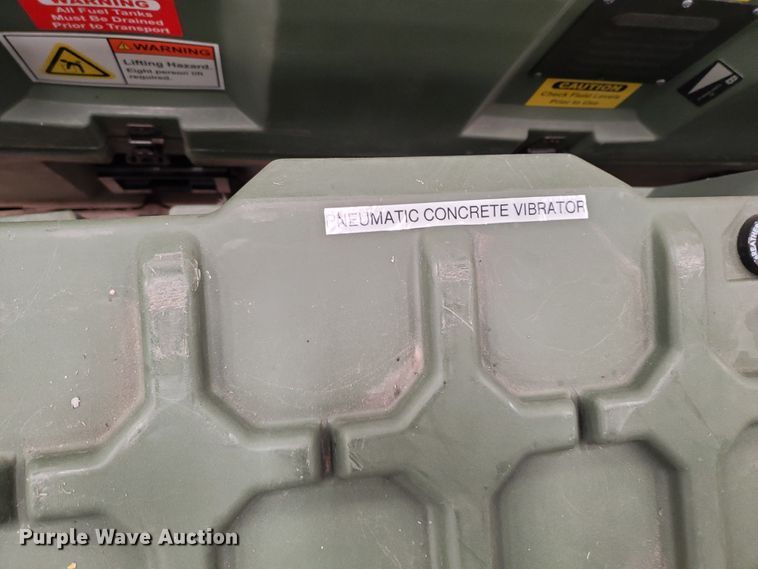 WARNING
All Fuel Tanks
Must Be Drained
Prior to Transport
WARNING
Lifting Hazard.
Eight person lift
required.
CAUTION
Check Fluid Levels
Prior to Use
PNEUMATIC CONCRETE VIBRATOR
Purple Wave Auction